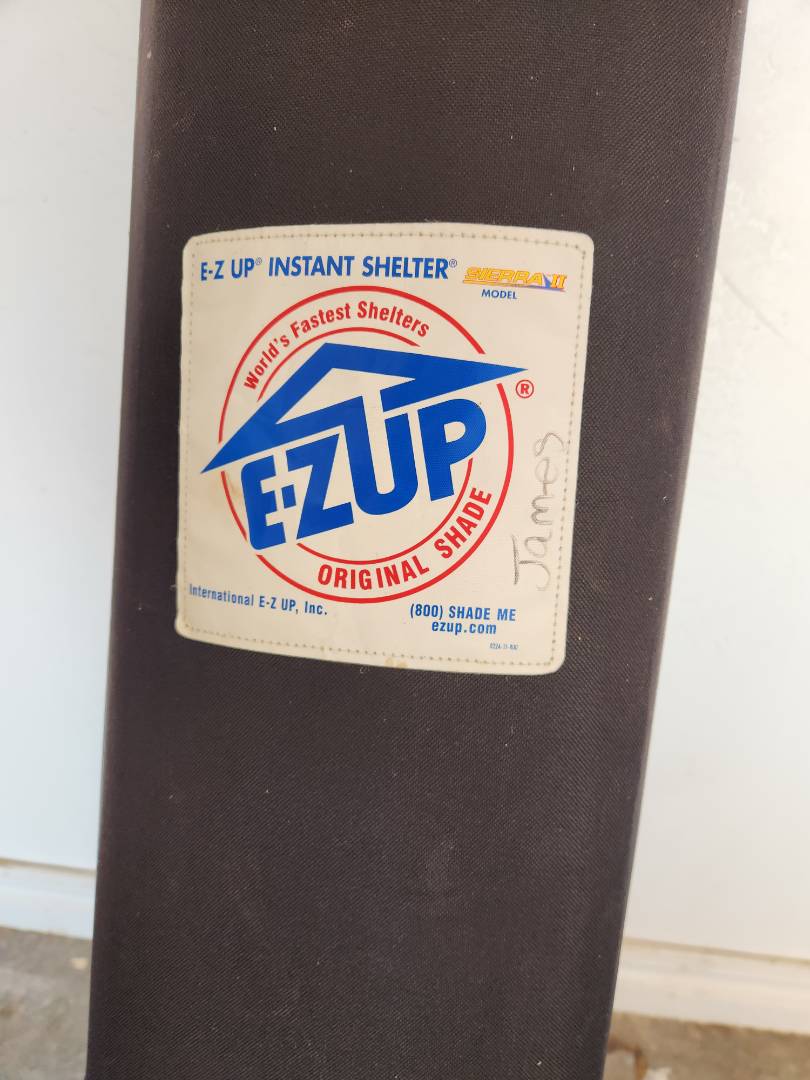 E-Z UP® INSTANT SHELTER®
SIERRA II
MODEL
World's Fastest Shelters
E-Z UP®
ORIGINAL SHADE
James
International E-Z UP, Inc.
(800) SHADE ME
ezup.com